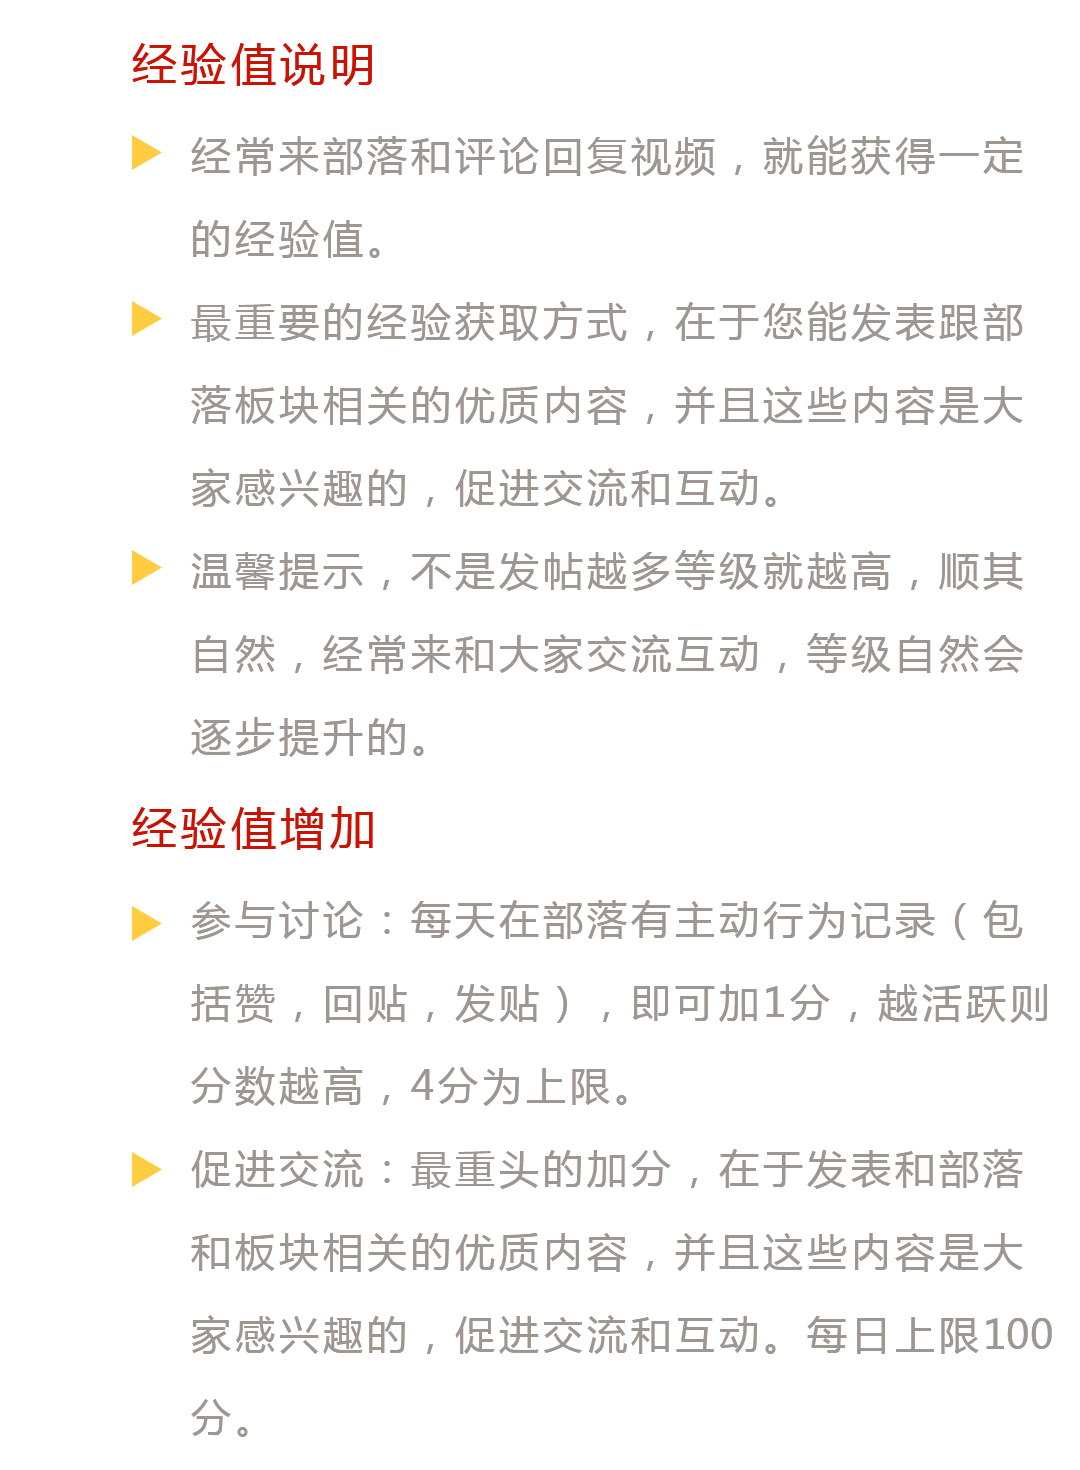 经验值说明
经常来部落和评论回复视频，就能获得一定
的经验值。
最重要的经验获取方式，在于您能发表跟部
落板块相关的优质内容，并且这些内容是大
家感兴趣的，促进交流和互动。
温馨提示，不是发帖越多等级就越高，顺其
自然，经常来和大家交流互动，等级自然会
逐步提升的。
经验值增加
参与讨论：每天在部落有主动行为记录（包
括赞，回贴，发贴），即可加1分，越活跃则
分数越高，4分为上限。
促进交流：最重头的加分，在于发表和部落
和板块相关的优质内容，并且这些内容是大
家感兴趣的，促进交流和互动。每日上限100
分。